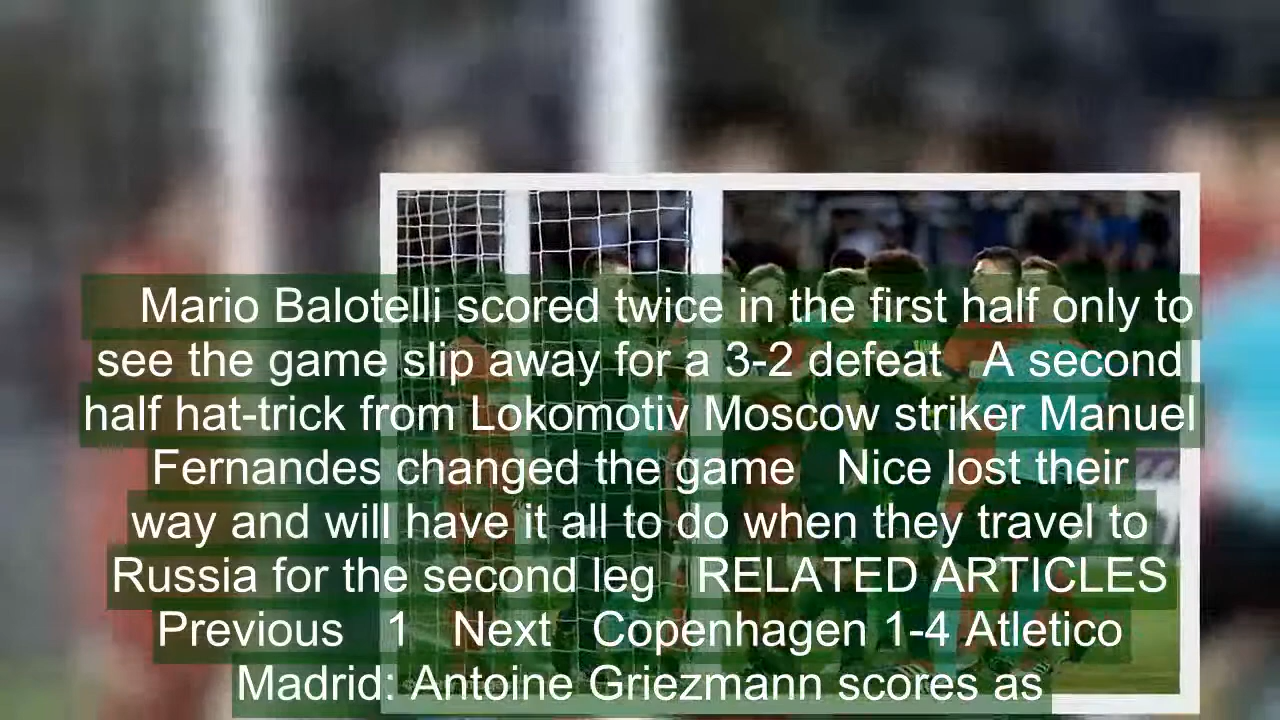 Mario Balotelli scored twice in the first half only to
see the game slip away for a 3-2 defeat A second
half hat-trick from Lokomotiv Moscow striker Manuel
Fernandes changed the game Nice lost their
way and will have it all to do when they travel to
Russia for the second leg RELATED ARTICLES
Previous 1 Next Copenhagen 1-4 Atletico
Madrid: Antoine Griezmann scores as